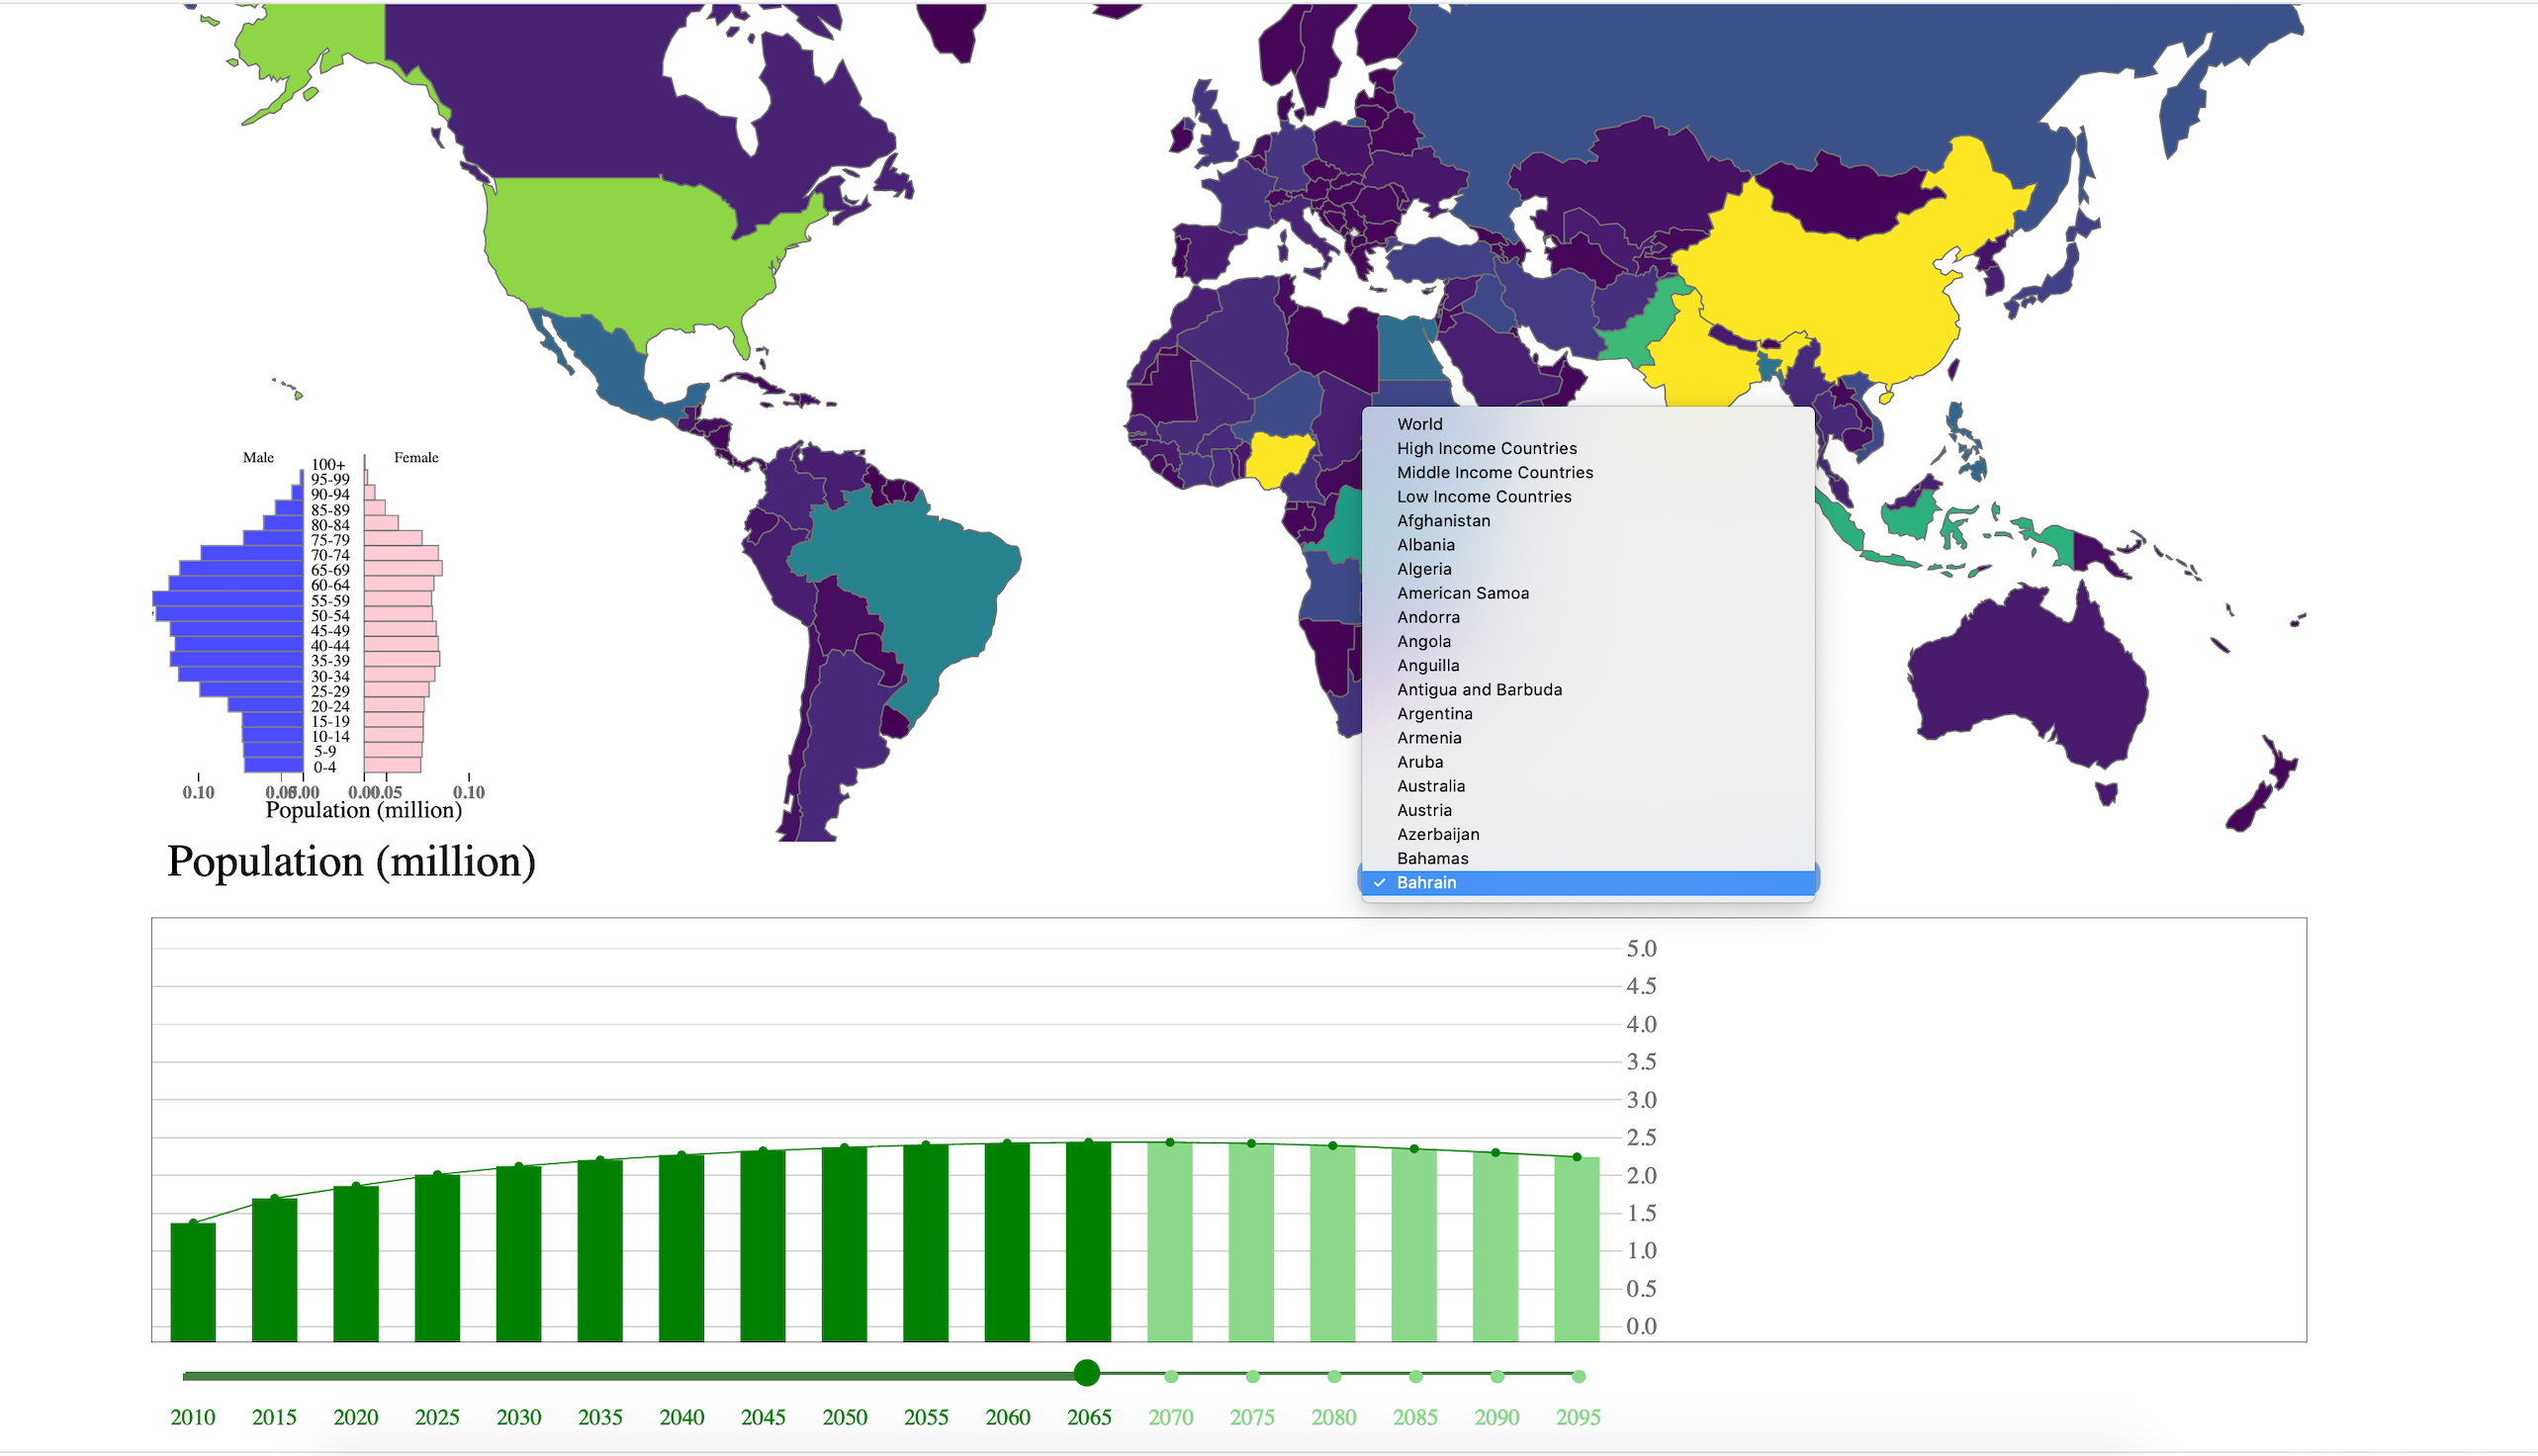 Male
Female
100+
95-99
90-94
85-89
80-84
75-79
70-74
65-69
60-64
55-59
50-54
45-49
40-44
35-39
30-34
25-29
20-24
15-19
10-14
5-9
0-4
0.10 0.00 0.00 0.05 0.10
Population (million)
Population (million)
World
High Income Countries
Middle Income Countries
Low Income Countries
Afghanistan
Albania
Algeria
American Samoa
Andorra
Angola
Anguilla
Antigua and Barbuda
Argentina
Armenia
Aruba
Australia
Austria
Azerbaijan
Bahamas
✓ Bahrain
5.0
4.5
4.0
3.5
3.0
2.5
2.0
1.5
1.0
0.5
0.0
2010 2015 2020 2025 2030 2035 2040 2045 2050 2055 2060 2065 2070 2075 2080 2085 2090 2095